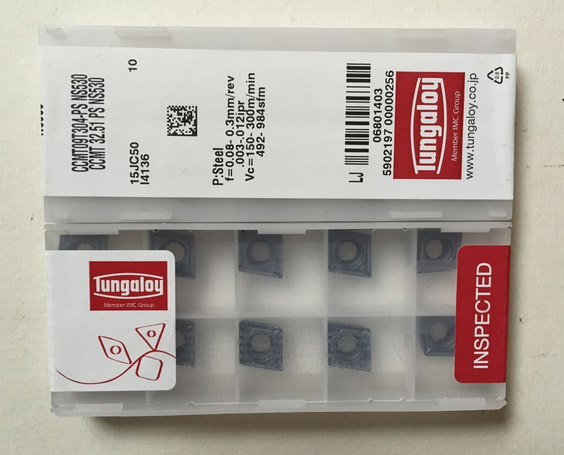 CCMT09T304-PS NS530
CCMT 32.51 PS NS530
10
15JC50
I4136
P:Steel
f=0.08- 0.3mm/rev
.003-.012ipr
Vc=150- 300m/min
492- 984sfm
LJ
06801403
5902197 00000256
Tungaloy
Member IMC Group
www.tungaloy.co.jp
PP
Tungaloy
Member IMC Group
INSPECTED